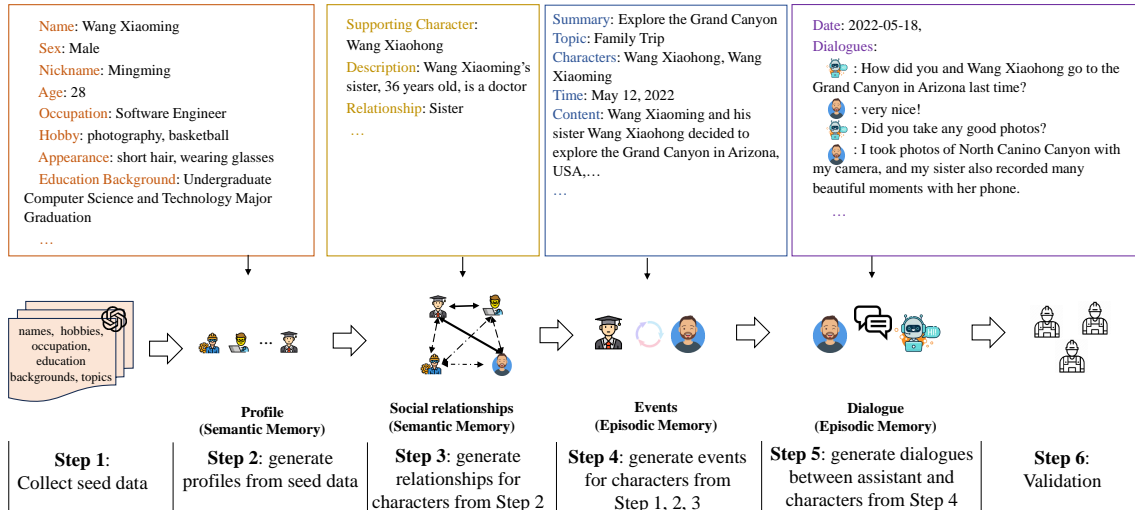 Name: Wang Xiaoming
Sex: Male
Nickname: Mingming
Age: 28
Occupation: Software Engineer
Hobby: photography, basketball
Appearance: short hair, wearing glasses
Education Background: Undergraduate
Computer Science and Technology Major
Graduation
…
Supporting Character:
Wang Xiaohong
Description: Wang Xiaoming's
sister, 36 years old, is a doctor
Relationship: Sister
…
Summary: Explore the Grand Canyon
Topic: Family Trip
Characters: Wang Xiaohong, Wang
Xiaoming
Time: May 12, 2022
Content: Wang Xiaoming and his
sister Wang Xiaohong decided to
explore the Grand Canyon in Arizona,
USA,…
…
Date: 2022-05-18,
Dialogues:
: How did you and Wang Xiaohong go to the
Grand Canyon in Arizona last time?
: very nice!
: Did you take any good photos?
: I took photos of North Canino Canyon with
my camera, and my sister also recorded many
beautiful moments with her phone.
…
names, hobbies,
occupation,
education
backgrounds, topics
...
Profile
(Semantic Memory)
Social relationships
(Semantic Memory)
Events
(Episodic Memory)
Dialogue
(Episodic Memory)
Step 1:
Collect seed data
Step 2: generate
profiles from seed data
Step 3: generate
relationships for
characters from Step 2
Step 4: generate events
for characters from
Step 1, 2, 3
Step 5: generate dialogues
between assistant and
characters from Step 4
Step 6:
Validation